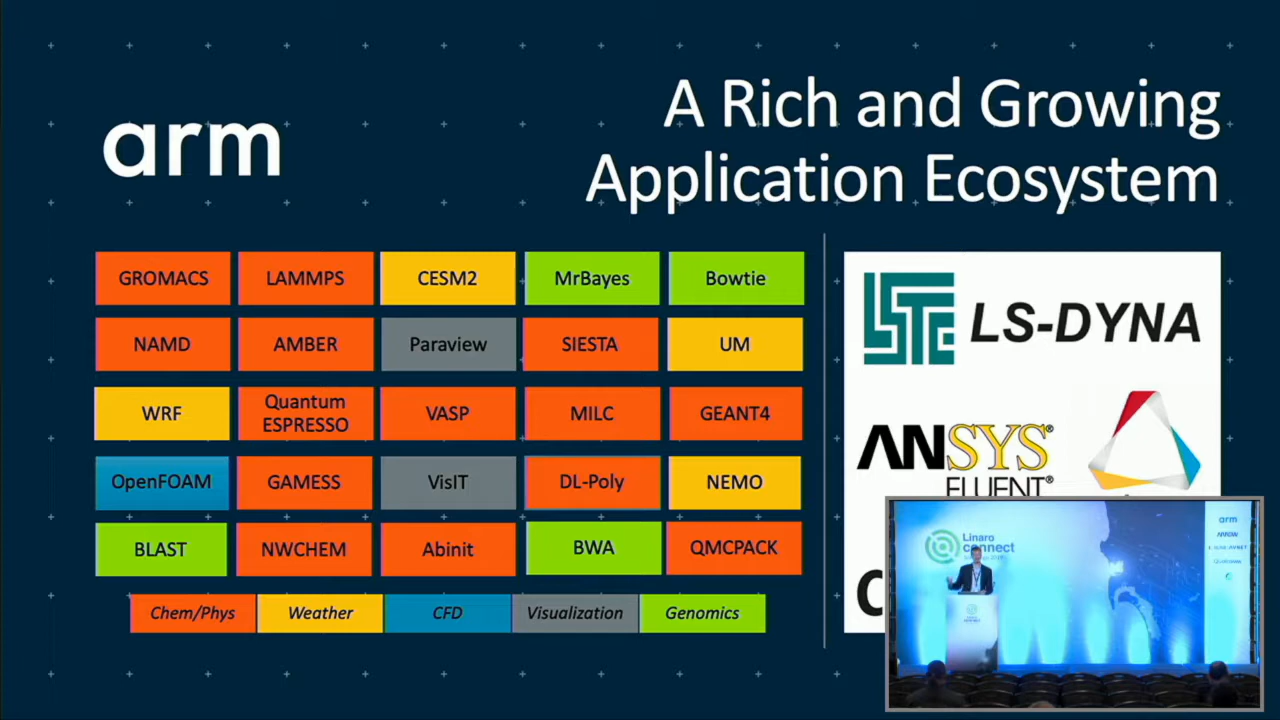 arm
A Rich and Growing
Application Ecosystem
GROMACS
LAMMPS
CESM2
MrBayes
Bowtie
NAMD
AMBER
Paraview
SIESTA
UM
WRF
Quantum
ESPRESSO
VASP
MILC
GEANT4
OpenFOAM
GAMESS
VisIT
DL-Poly
NEMO
BLAST
NWCHEM
Abinit
BWA
QMCPACK
Chem/Phys
Weather
CFD
Visualization
Genomics
LSTC
LS-DYNA
ANSYS®
FLUENT®
Linaro
connect
arm
ARROW